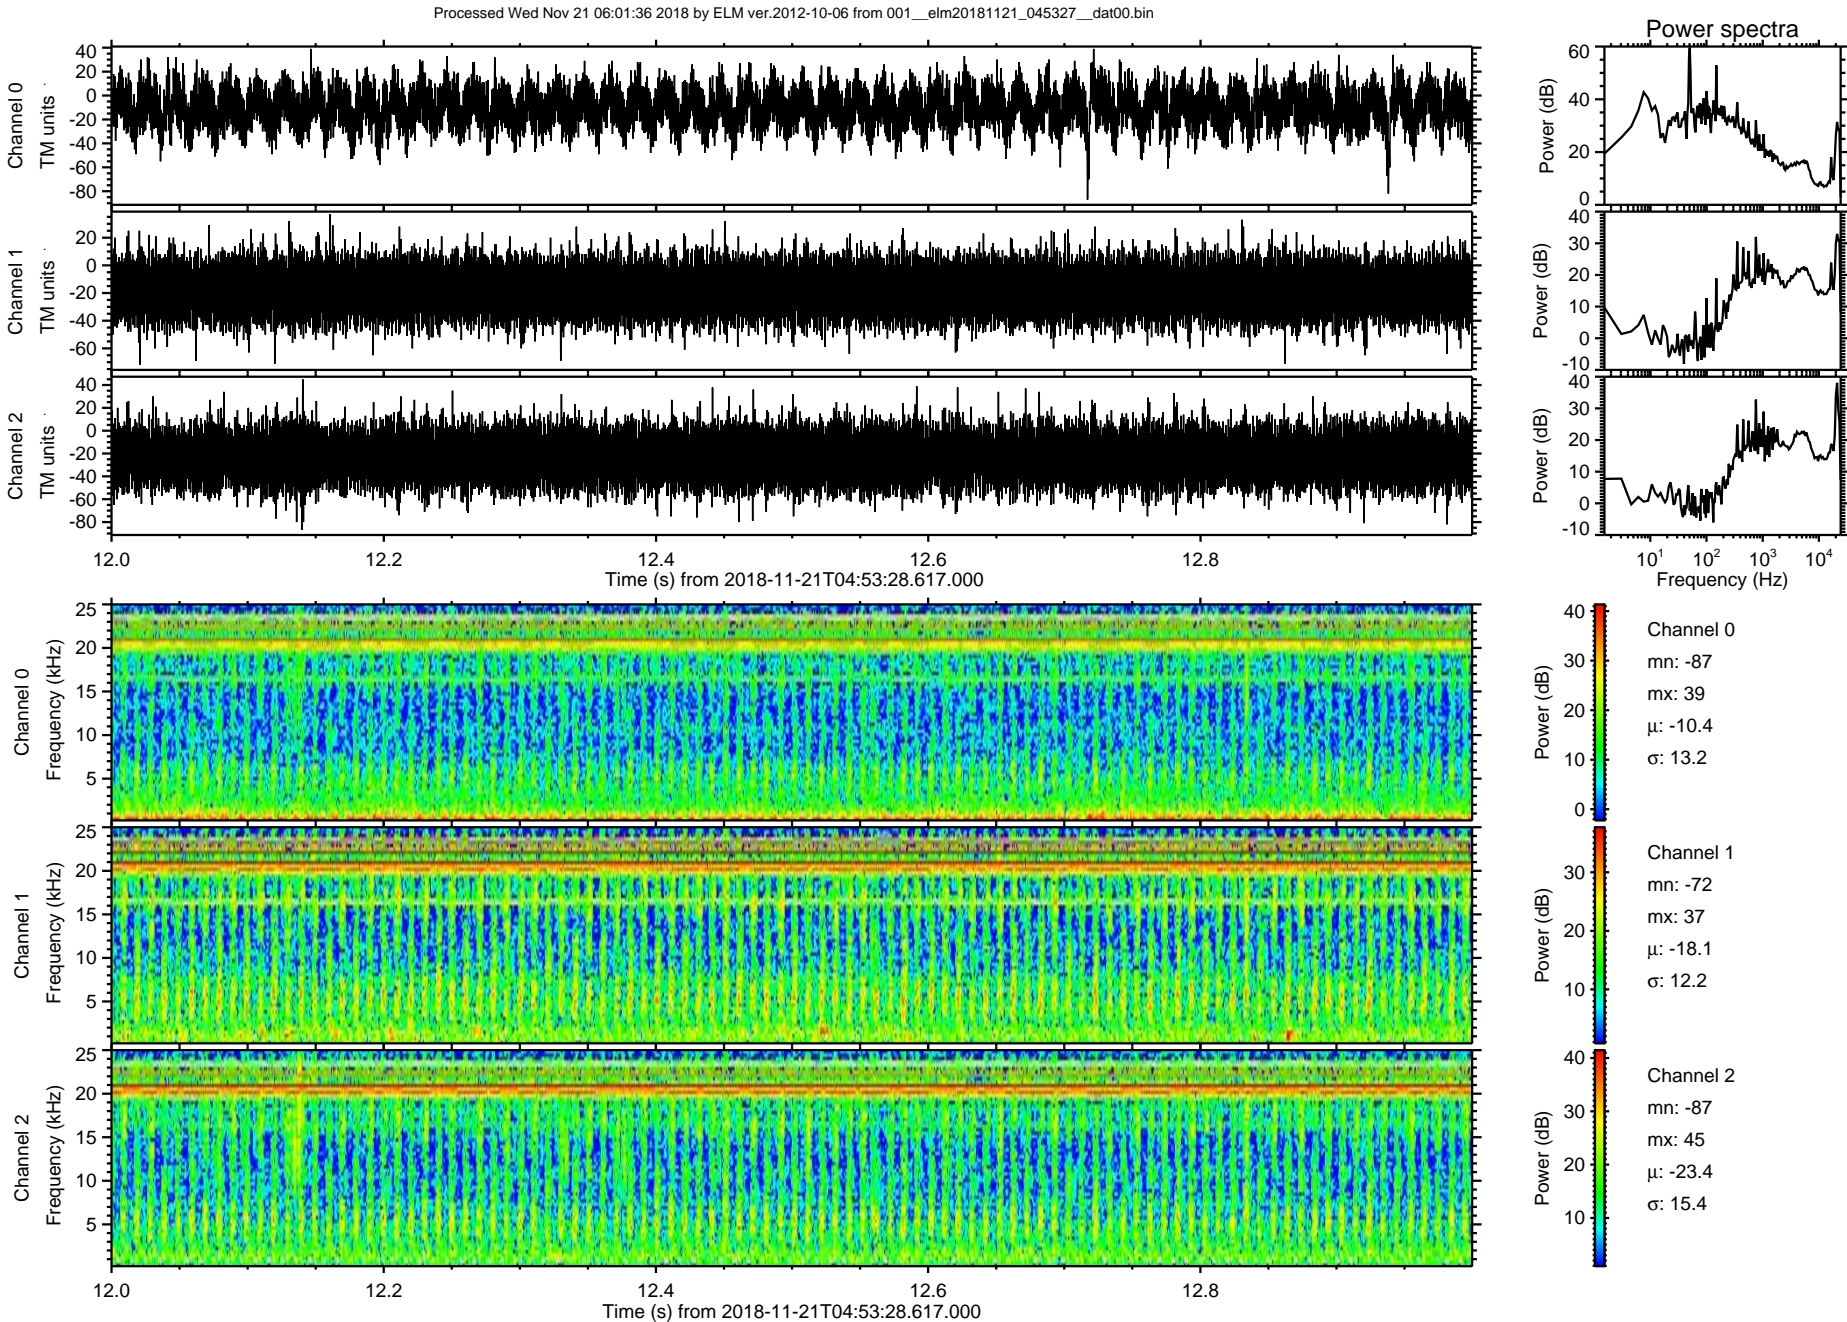 Processed Wed Nov 21 06:01:36 2018 by ELM ver.2012-10-06 from 001__elm20181121_045327__dat00.bin
Power spectra
Channel 0
TM units
40
20
0
-20
-40
-60
-80
Power (dB)
60
40
20
0
Channel 1
TM units
20
0
-20
-40
-60
Power (dB)
40
30
20
10
0
-10
Channel 2
TM units
40
20
0
-20
-40
-60
-80
Power (dB)
40
30
20
10
0
-10
12.0 12.2 12.4 12.6 12.8
Time (s) from 2018-11-21T04:53:28.617.000
10^1 10^2 10^3 10^4
Frequency (Hz)
Channel 0
Frequency (kHz)
25
20
15
10
5
Power (dB)
40
30
20
10
0
Channel 0
mn: -87
mx: 39
μ: -10.4
σ: 13.2
Channel 1
Frequency (kHz)
25
20
15
10
5
Power (dB)
30
20
10
Channel 1
mn: -72
mx: 37
μ: -18.1
σ: 12.2
Channel 2
Frequency (kHz)
25
20
15
10
5
Power (dB)
40
30
20
10
Channel 2
mn: -87
mx: 45
μ: -23.4
σ: 15.4
12.0 12.2 12.4 12.6 12.8
Time (s) from 2018-11-21T04:53:28.617.000